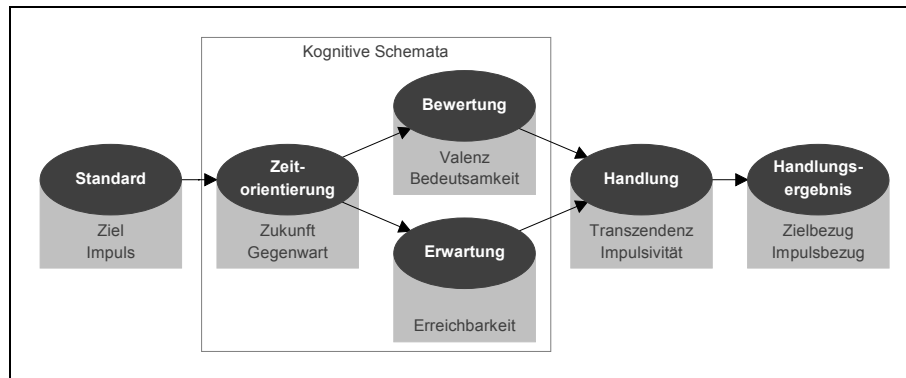 Kognitive Schemata
Standard
Ziel
Impuls
Zeit-
orientierung
Zukunft
Gegenwart
Bewertung
Valenz
Bedeutsamkeit
Erwartung
Erreichbarkeit
Handlung
Transzendenz
Impulsivität
Handlungs-
ergebnis
Zielbezug
Impulsbezug